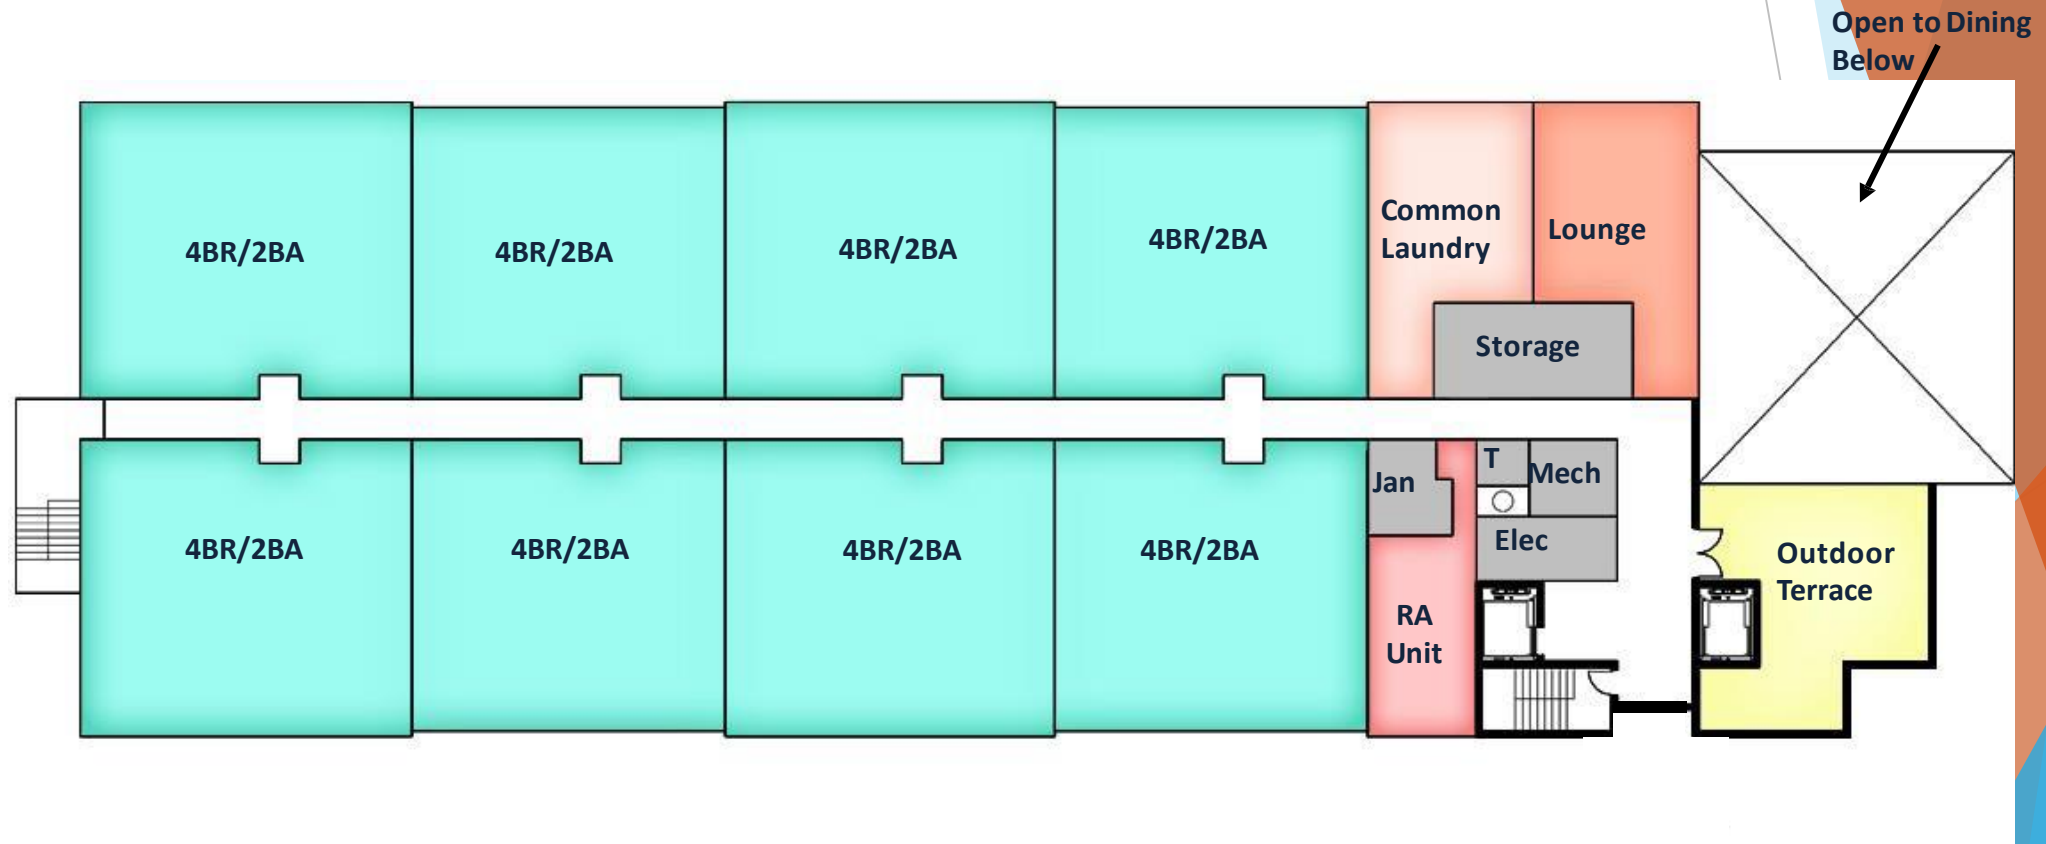 Open to Dining
Below
4BR/2BA
4BR/2BA
4BR/2BA
4BR/2BA
Common
Laundry
Lounge
Storage
4BR/2BA
4BR/2BA
4BR/2BA
4BR/2BA
Jan
T
Mech
Elec
RA
Unit
Outdoor
Terrace